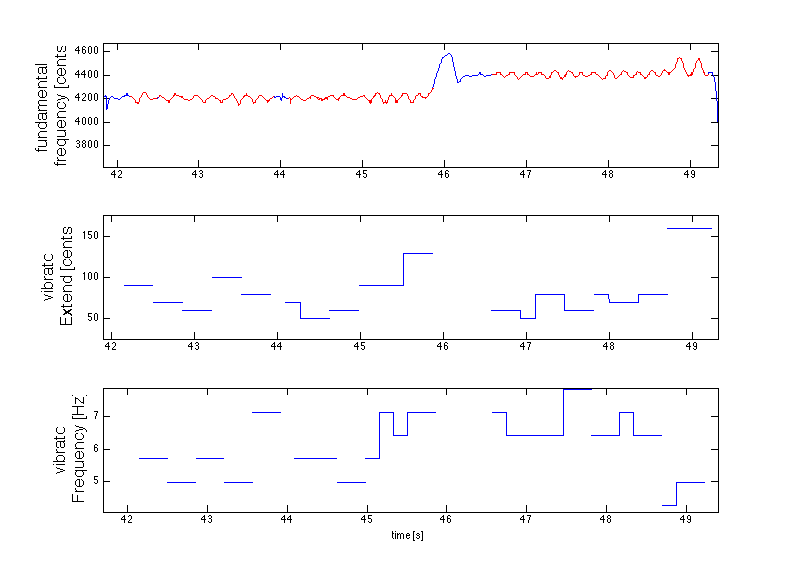 fundamental
frequency [cents
4600
4400
4200
4000
3800
42 43 44 45 46 47 48 49
vibratc
Extend [cents
150
100
50
42 43 44 45 46 47 48 49
vibratc
Frequency [Hz]
7
6
5
42 43 44 45 46 47 48 49
time [s]